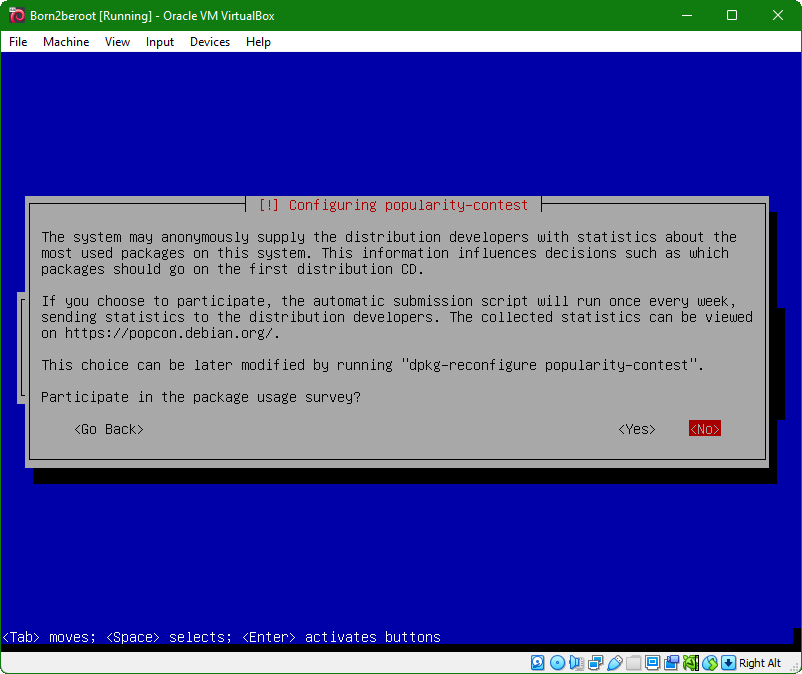 Born2beroot [Running] - Oracle VM VirtualBox
File Machine View Input Devices Help
[!] Configuring popularity-contest
The system may anonymously supply the distribution developers with statistics about the
most used packages on this system. This information influences decisions such as which
packages should go on the first distribution CD.
If you choose to participate, the automatic submission script will run once every week,
sending statistics to the distribution developers. The collected statistics can be viewed
on https://popcon.debian.org/.
This choice can be later modified by running "dpkg-reconfigure popularity-contest".
Participate in the package usage survey?
<Go Back> <Yes> <No>
<Tab> moves; <Space> selects; <Enter> activates buttons
Right Alt